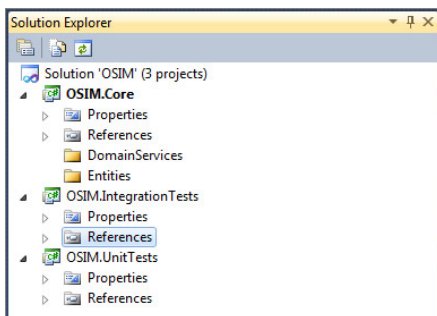 Solution Explorer
Solution 'OSIM' (3 projects)
OSIM.Core
Properties
References
DomainServices
Entities
OSIM.IntegrationTests
Properties
References
OSIM.UnitTests
Properties
References